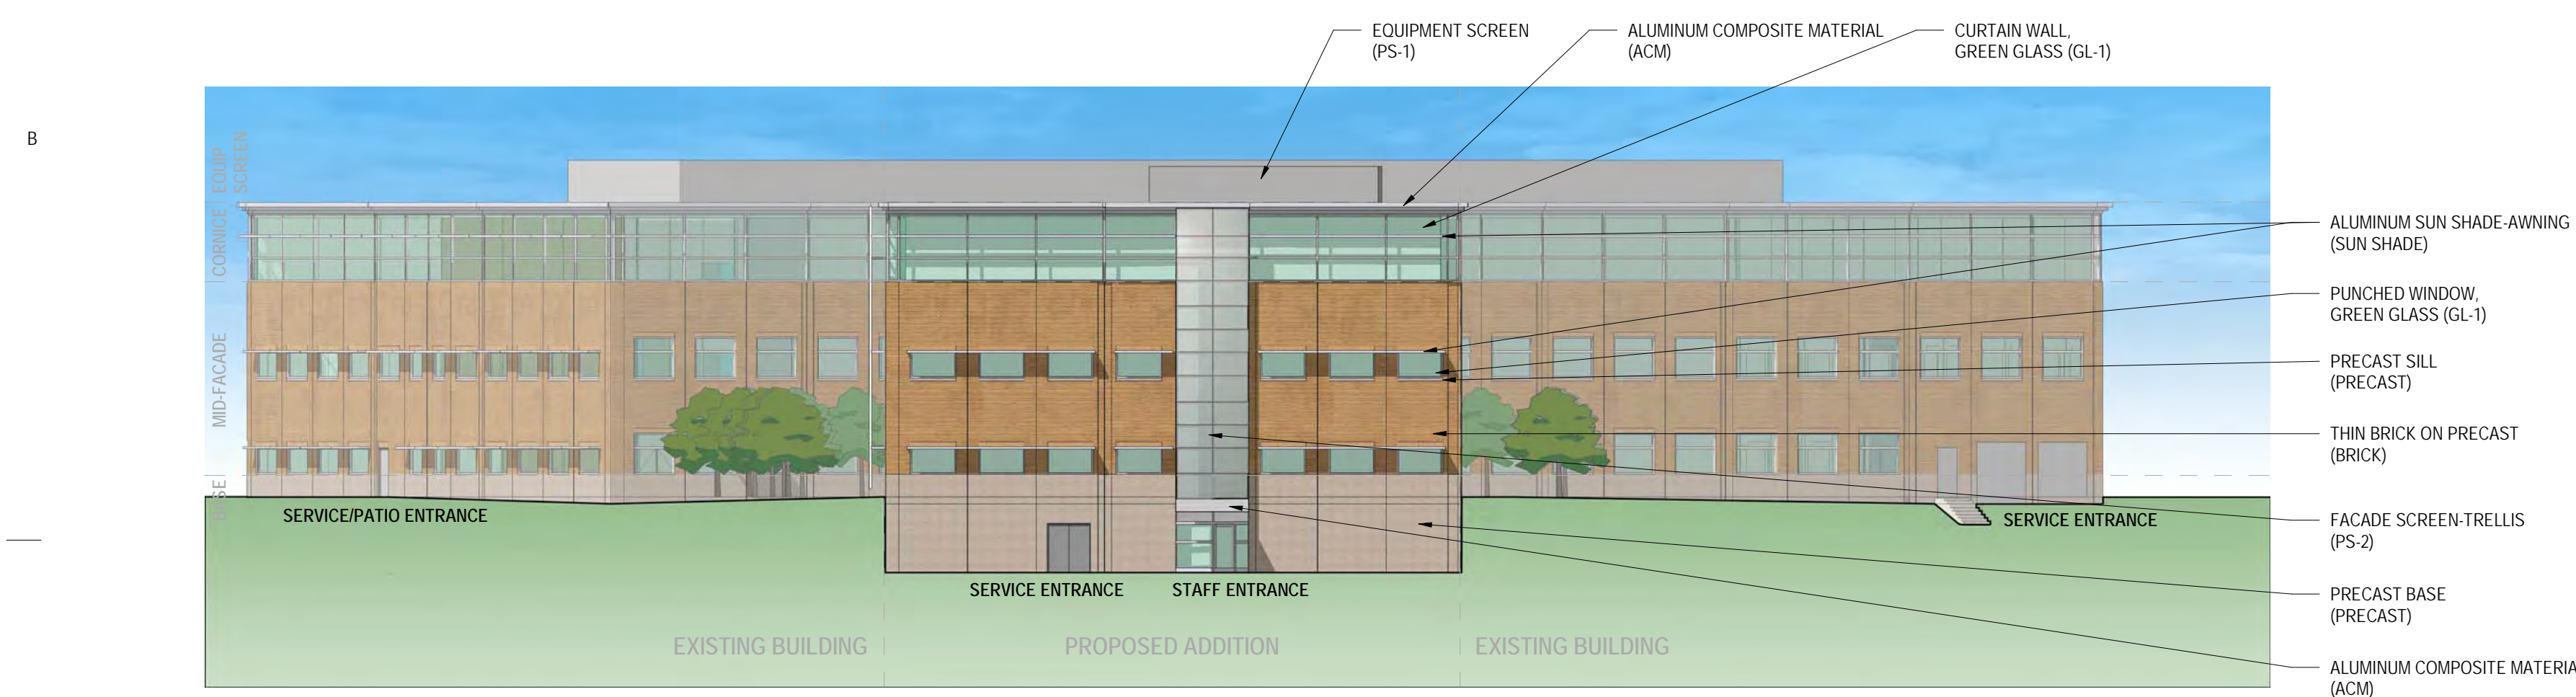 EQUIPMENT SCREEN
(PS-1)
ALUMINUM COMPOSITE MATERIAL
(ACM)
CURTAIN WALL,
GREEN GLASS (GL-1)
B
EQUIP
SCREEN
CORNICE
MID-FACADE
BASE
ALUMINUM SUN SHADE-AWNING
(SUN SHADE)
PUNCHED WINDOW,
GREEN GLASS (GL-1)
PRECAST SILL
(PRECAST)
THIN BRICK ON PRECAST
(BRICK)
FACADE SCREEN-TRELLIS
(PS-2)
PRECAST BASE
(PRECAST)
ALUMINUM COMPOSITE MATERIA
(ACM)
SERVICE/PATIO ENTRANCE
SERVICE ENTRANCE
SERVICE ENTRANCE
STAFF ENTRANCE
EXISTING BUILDING
PROPOSED ADDITION
EXISTING BUILDING